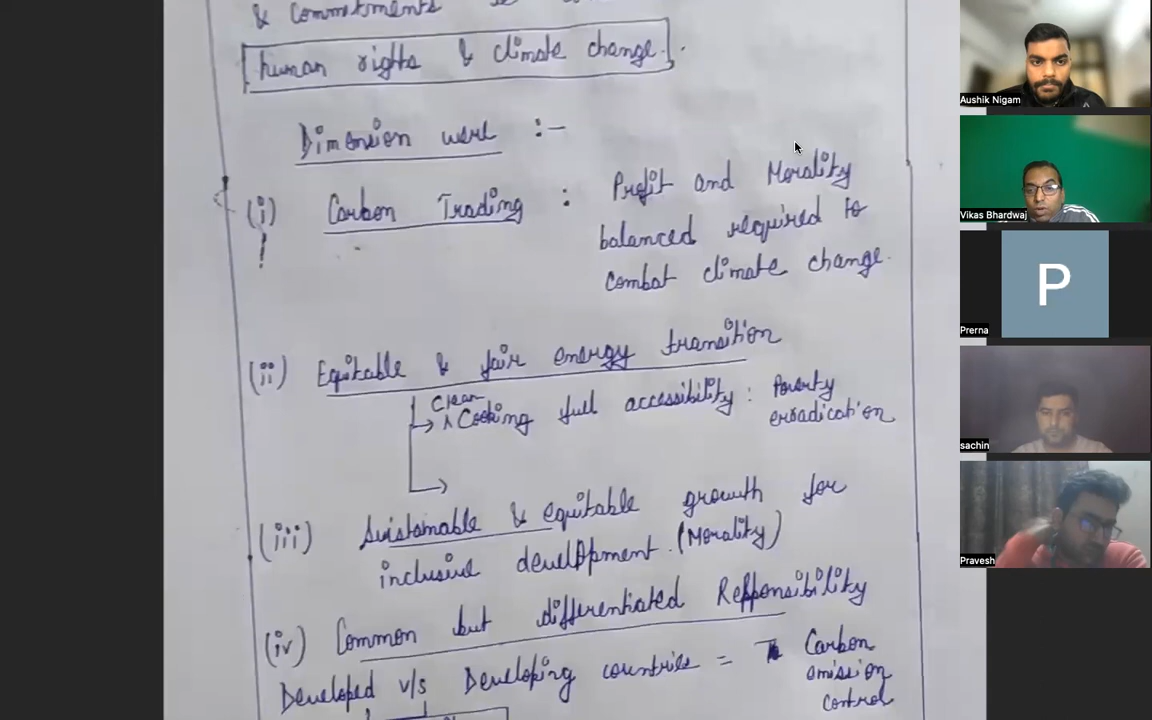 & Commitments
human rights & climate change.
Dimension were :-
(i) Carbon Trading : Profit and Morality
balanced required to
combat climate change.
(ii) Equitable & fair energy transition
Clean
→ ^ Cooking full accessibility : Poverty
eradication
(iii) Sustainable & equitable growth for
inclusive development. (Morality)
(iv) Common but differentiated Responsibility
Developed v/s Developing countries = Carbon
emission
control
Aushik Nigam
Vikas Bhardwaj
P
Prerna
sachin
Pravesh